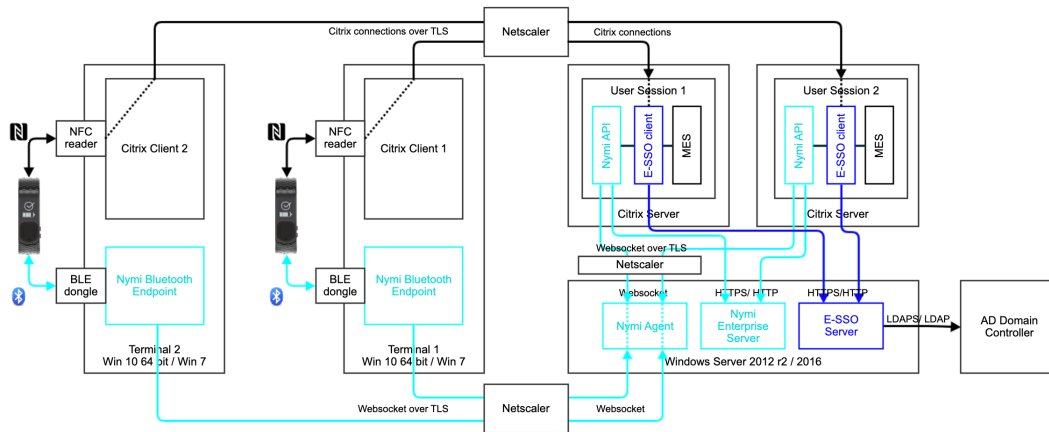 Citrix connections over TLS
Netscaler
Citrix connections
NFC
reader
Citrix Client 2
NFC
reader
Citrix Client 1
User Session 1
Nymi API
E-SSO client
MES
Citrix Server
User Session 2
Nymi API
E-SSO client
MES
Citrix Server
BLE
dongle
Nymi Bluetooth
Endpoint
Terminal 2
Win 10 64 bit / Win 7
BLE
dongle
Nymi Bluetooth
Endpoint
Terminal 1
Win 10 64 bit / Win 7
Websocket over TLS
Netscaler
Websocket
HTTPS/ HTTP
HTTPS/HTTP
Nymi Agent
Nymi
Enterprise
Server
E-SSO
Server
LDAPS/ LDAP
AD Domain
Controller
Windows Server 2012 r2 / 2016
Websocket over TLS
Netscaler
Websocket